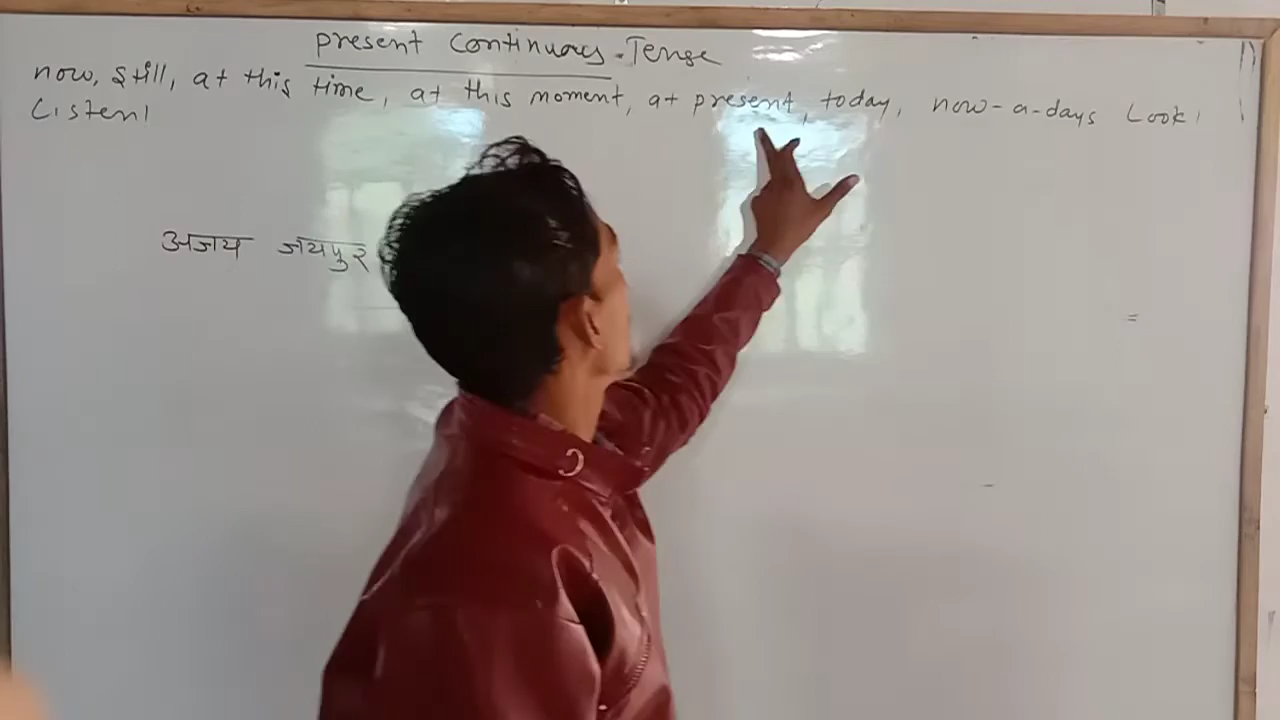 present Continuous Tense
now, still, at this time, at this moment, at present, today, now-a-days Look!
Listen!
अजय जयपुर